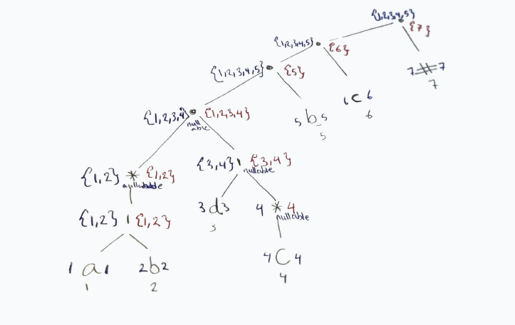 {1,2,3,4,5} {7}
{1,2,3,4,5} {6}
{1,2,3,4,5} {5} 7 # 7
7
6 c 6
6
{1,2,3,4} nullable {1,2,3,4} 5 b 5
5
{1,2} * {1,2} {3,4} | {3,4}
nullable nullable
{1,2} | {1,2} 3 d 3 4 * 4
3 nullable
1 a 1 2 b 2 4 C 4
1 2 4